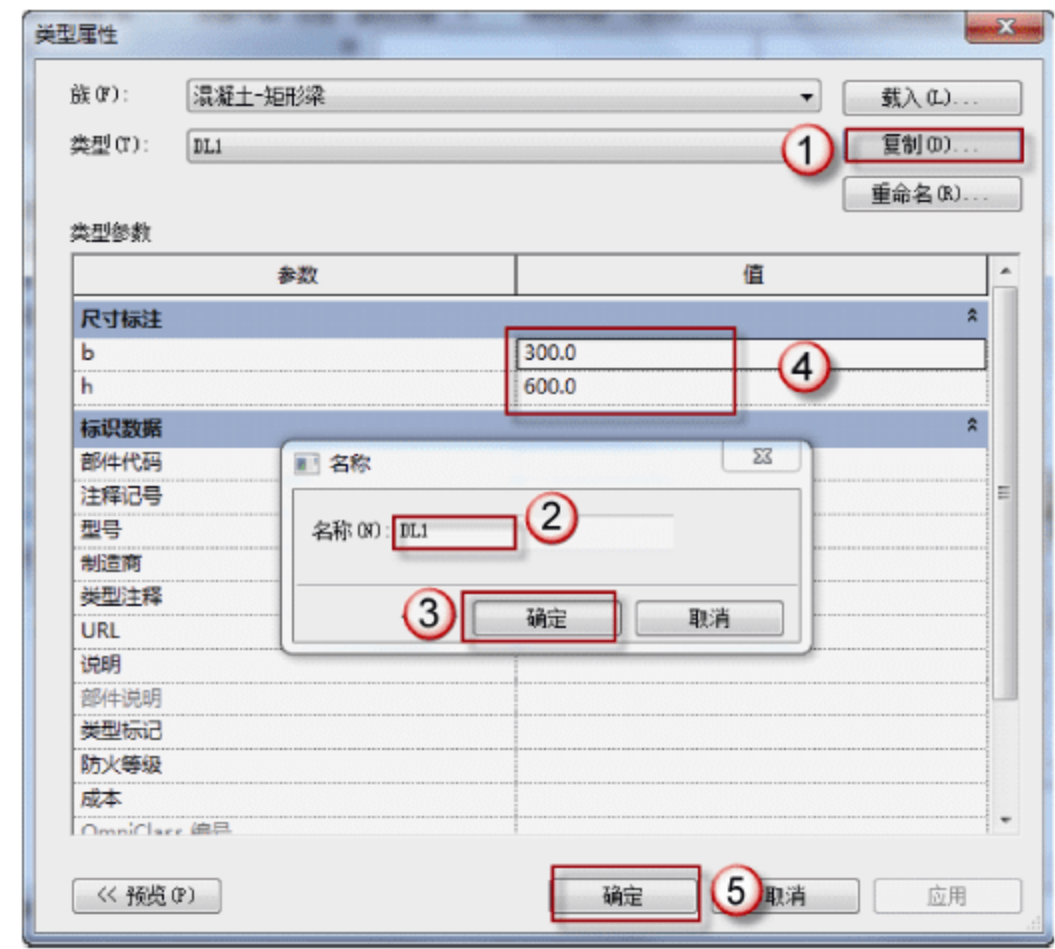 类型属性
族(F): 混凝土-矩形梁 载入(L)...
类型(T): DL1 ① 复制(D)...
重命名(R)...
类型参数
参数 值
尺寸标注
b 300.0 ④
h 600.0
标识数据
部件代码
名称
注释记号
型号
名称(N): DL1 ②
制造商
类型注释
③ 确定 取消
URL
说明
部件说明
类型标记
防火等级
成本
OmniClass 编号
<< 预览(P) 确定 ⑤ 取消 应用